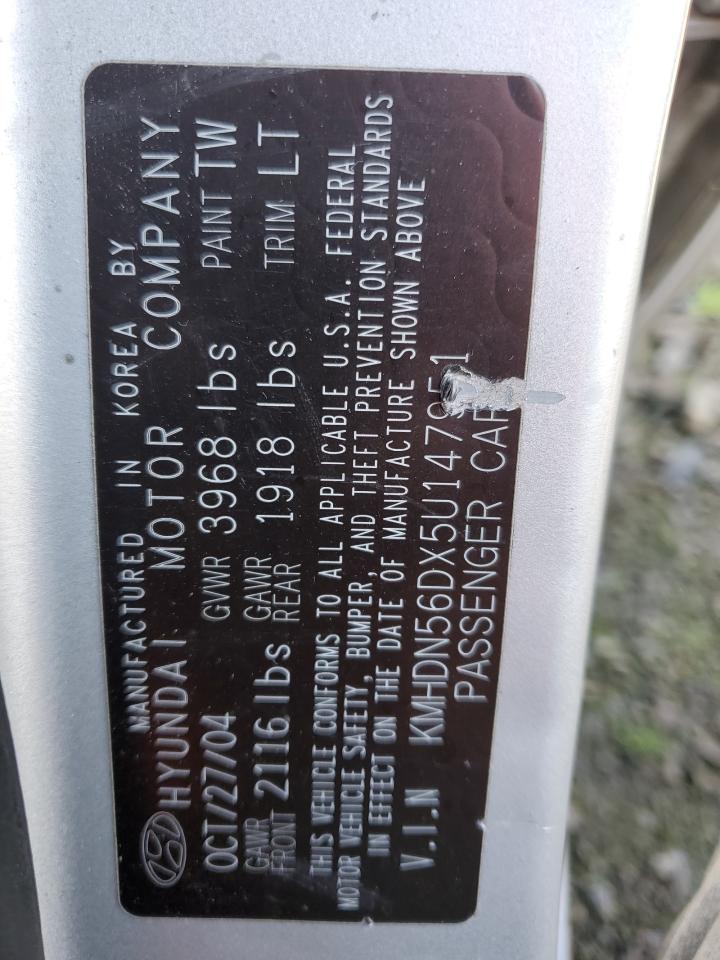 MANUFACTURED IN KOREA BY
HYUNDAI MOTOR COMPANY
OCT/27/04 GVWR 3968 lbs PAINT TW
GAWR FRONT 2116 lbs GAWR REAR 1918 lbs TRIM LT
THIS VEHICLE CONFORMS TO ALL APPLICABLE U.S.A. FEDERAL
MOTOR VEHICLE SAFETY, BUMPER, AND THEFT PREVENTION STANDARDS
IN EFFECT ON THE DATE OF MANUFACTURE SHOWN ABOVE
V.I.N KMHDN56DX5U147951
PASSENGER CAR